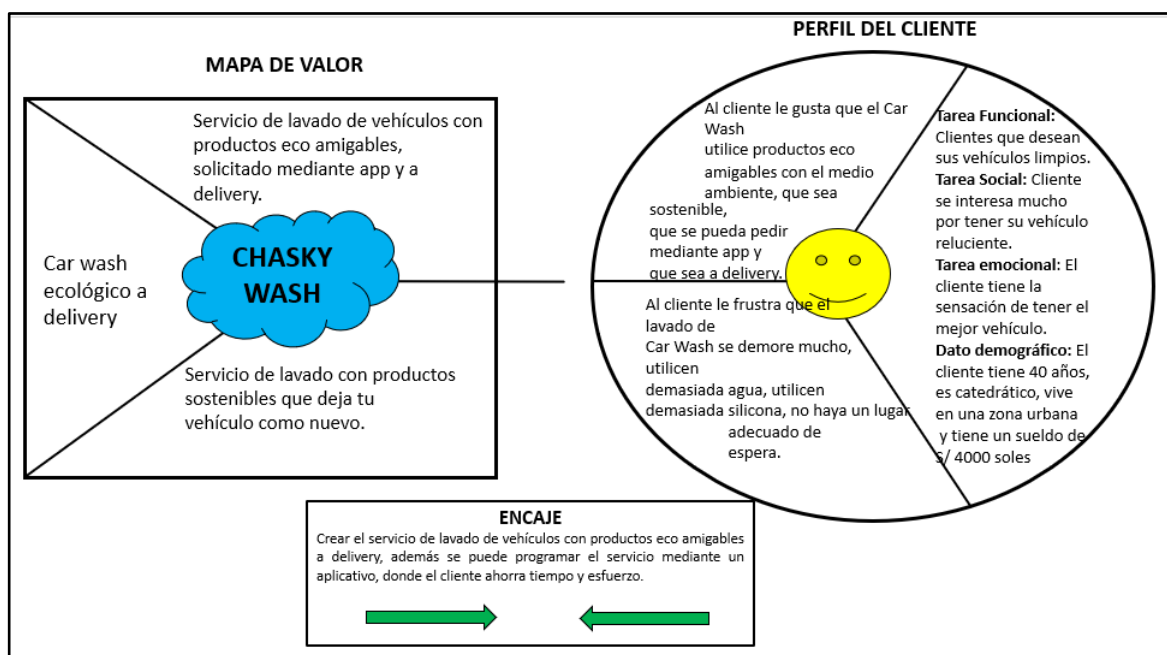 MAPA DE VALOR
Servicio de lavado de vehículos con
productos eco amigables,
solicitado mediante app y a
delivery.
Car wash
ecológico a
delivery
CHASKY
WASH
Servicio de lavado con productos
sostenibles que deja tu
vehículo como nuevo.
PERFIL DEL CLIENTE
Al cliente le gusta que el Car
Wash
utilice productos eco
amigables con el medio
ambiente, que sea
sostenible,
que se pueda pedir
mediante app y
que sea a delivery.
Al cliente le frustra que el
lavado de
Car Wash se demore mucho,
utilicen
demasiada agua, utilicen
demasiada silicona, no haya un lugar
adecuado de
espera.
Tarea Funcional:
Clientes que desean
sus vehículos limpios.
Tarea Social: Cliente
se interesa mucho
por tener su vehículo
reluciente.
Tarea emocional: El
cliente tiene la
sensación de tener el
mejor vehículo.
Dato demográfico: El
cliente tiene 40 años,
es catedrático, vive
en una zona urbana
y tiene un sueldo de
S/ 4000 soles
ENCAJE
Crear el servicio de lavado de vehículos con productos eco amigables
a delivery, además se puede programar el servicio mediante un
aplicativo, donde el cliente ahorra tiempo y esfuerzo.